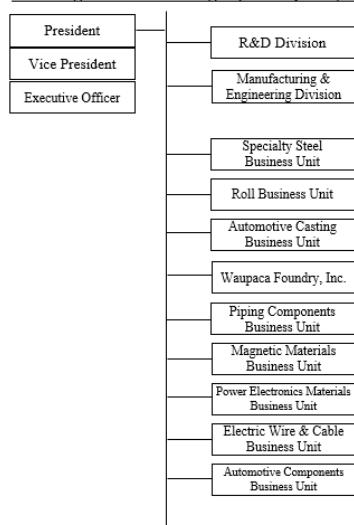 President
Vice President
Executive Officer
R&D Division
Manufacturing &
Engineering Division
Specialty Steel
Business Unit
Roll Business Unit
Automotive Casting
Business Unit
Waupaca Foundry, Inc.
Piping Components
Business Unit
Magnetic Materials
Business Unit
Power Electronics Materials
Business Unit
Electric Wire & Cable
Business Unit
Automotive Components
Business Unit